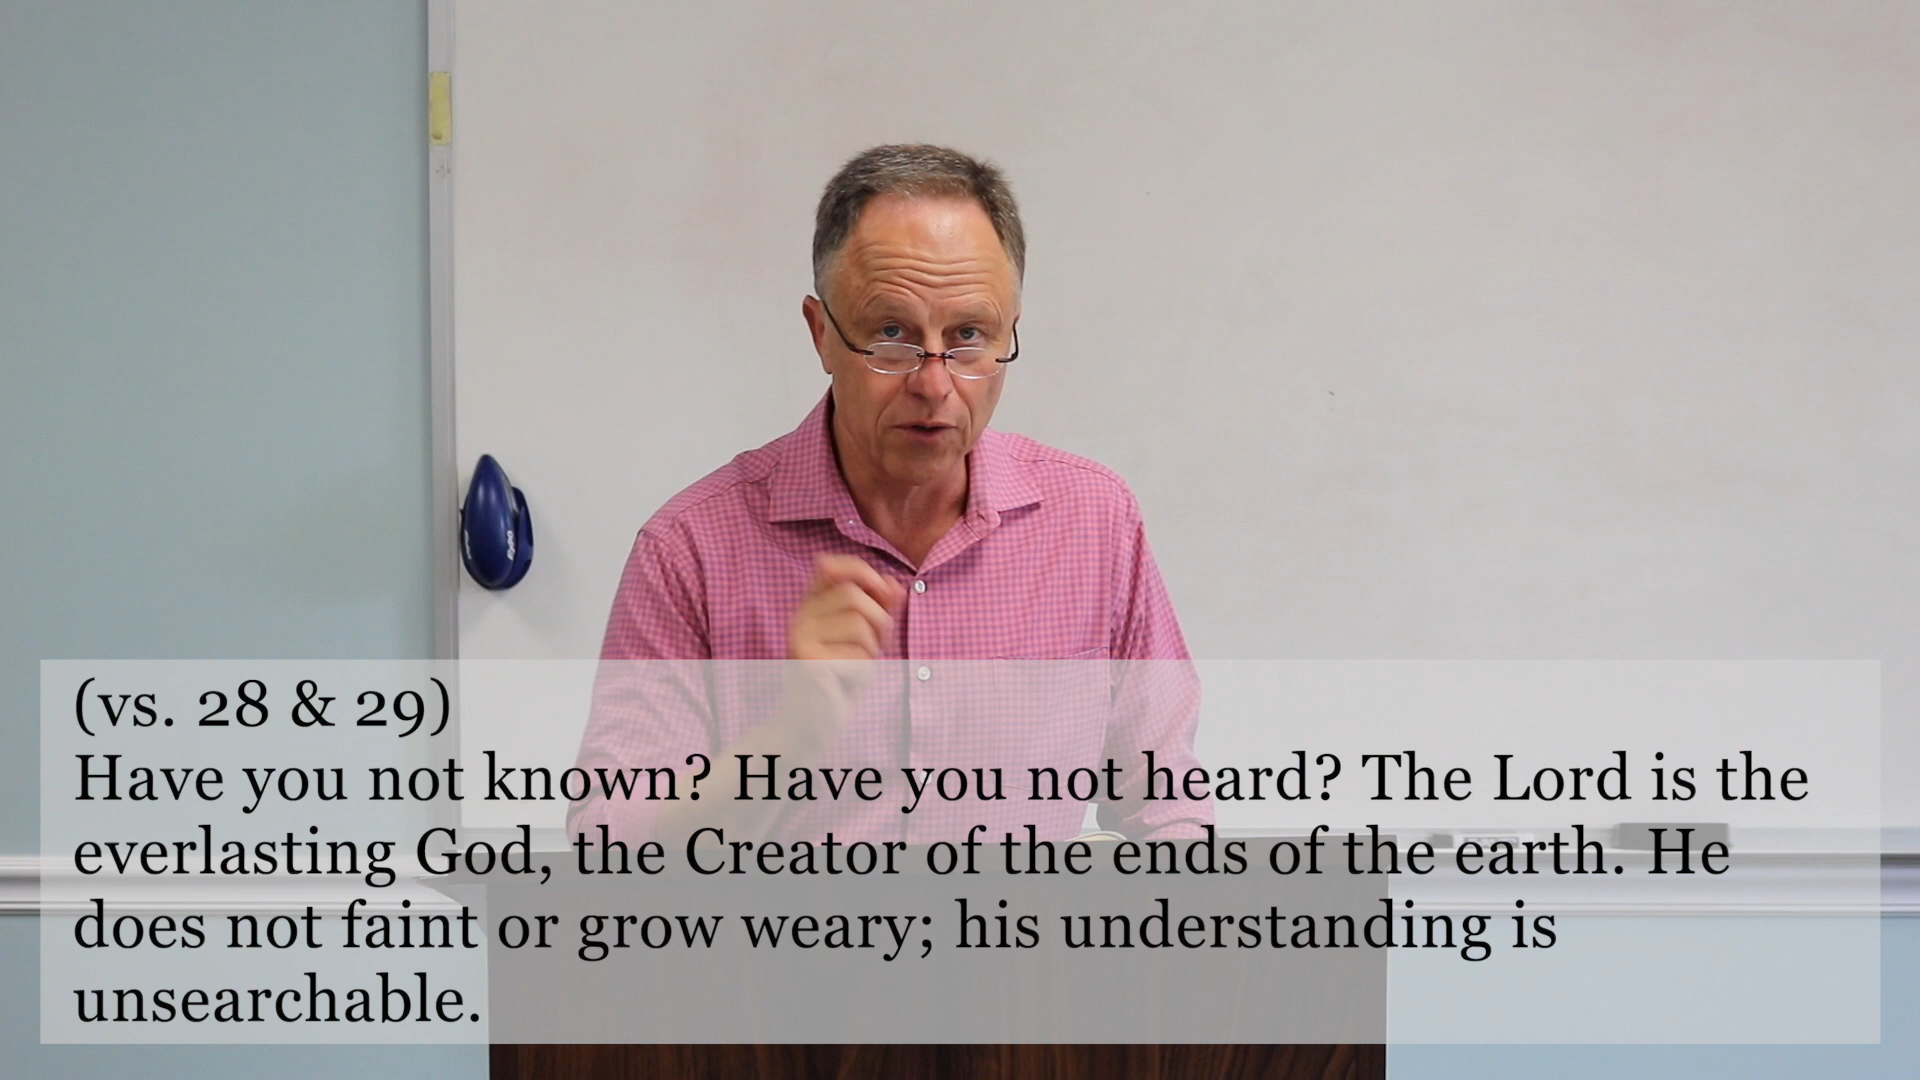 (vs. 28 & 29)
Have you not known? Have you not heard? The Lord is the
everlasting God, the Creator of the ends of the earth. He
does not faint or grow weary; his understanding is
unsearchable.